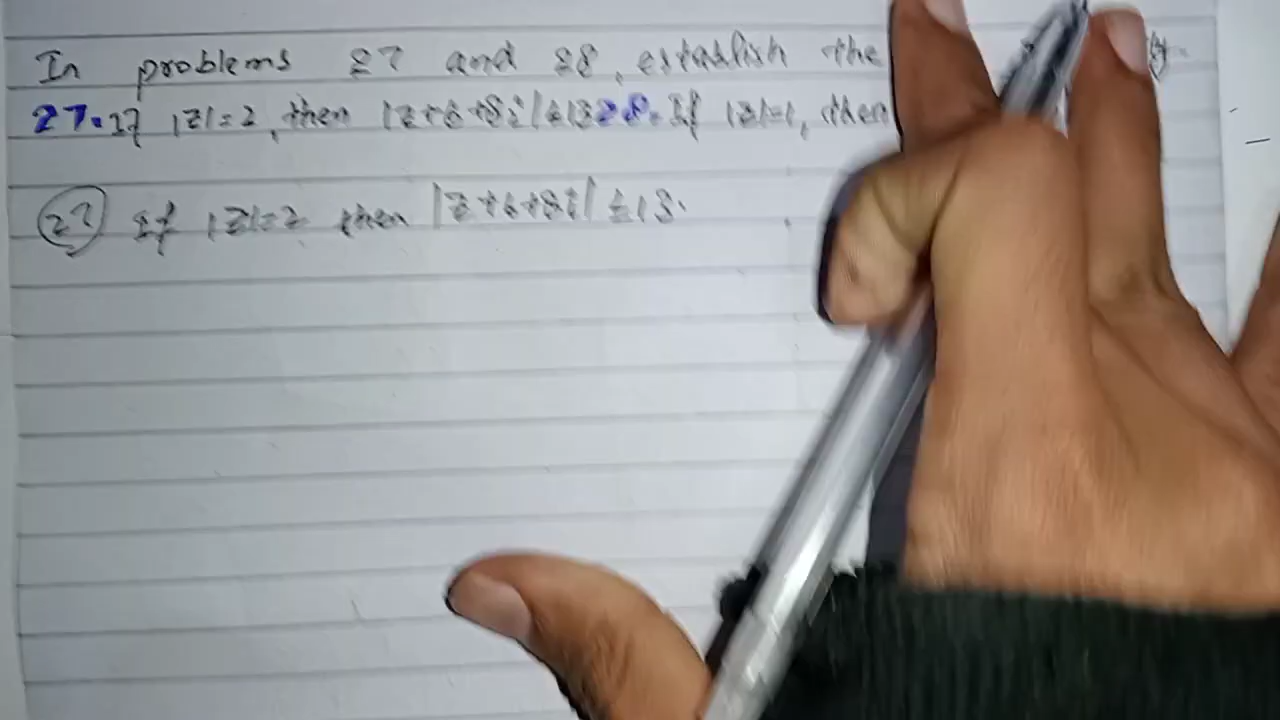 In problems 27 and 28, establish the
27. If |z|=2, then |z+6+8i|≤13 28. If |z|=1, then
27 If |z|=2 then |z+6+8i| ≤13.